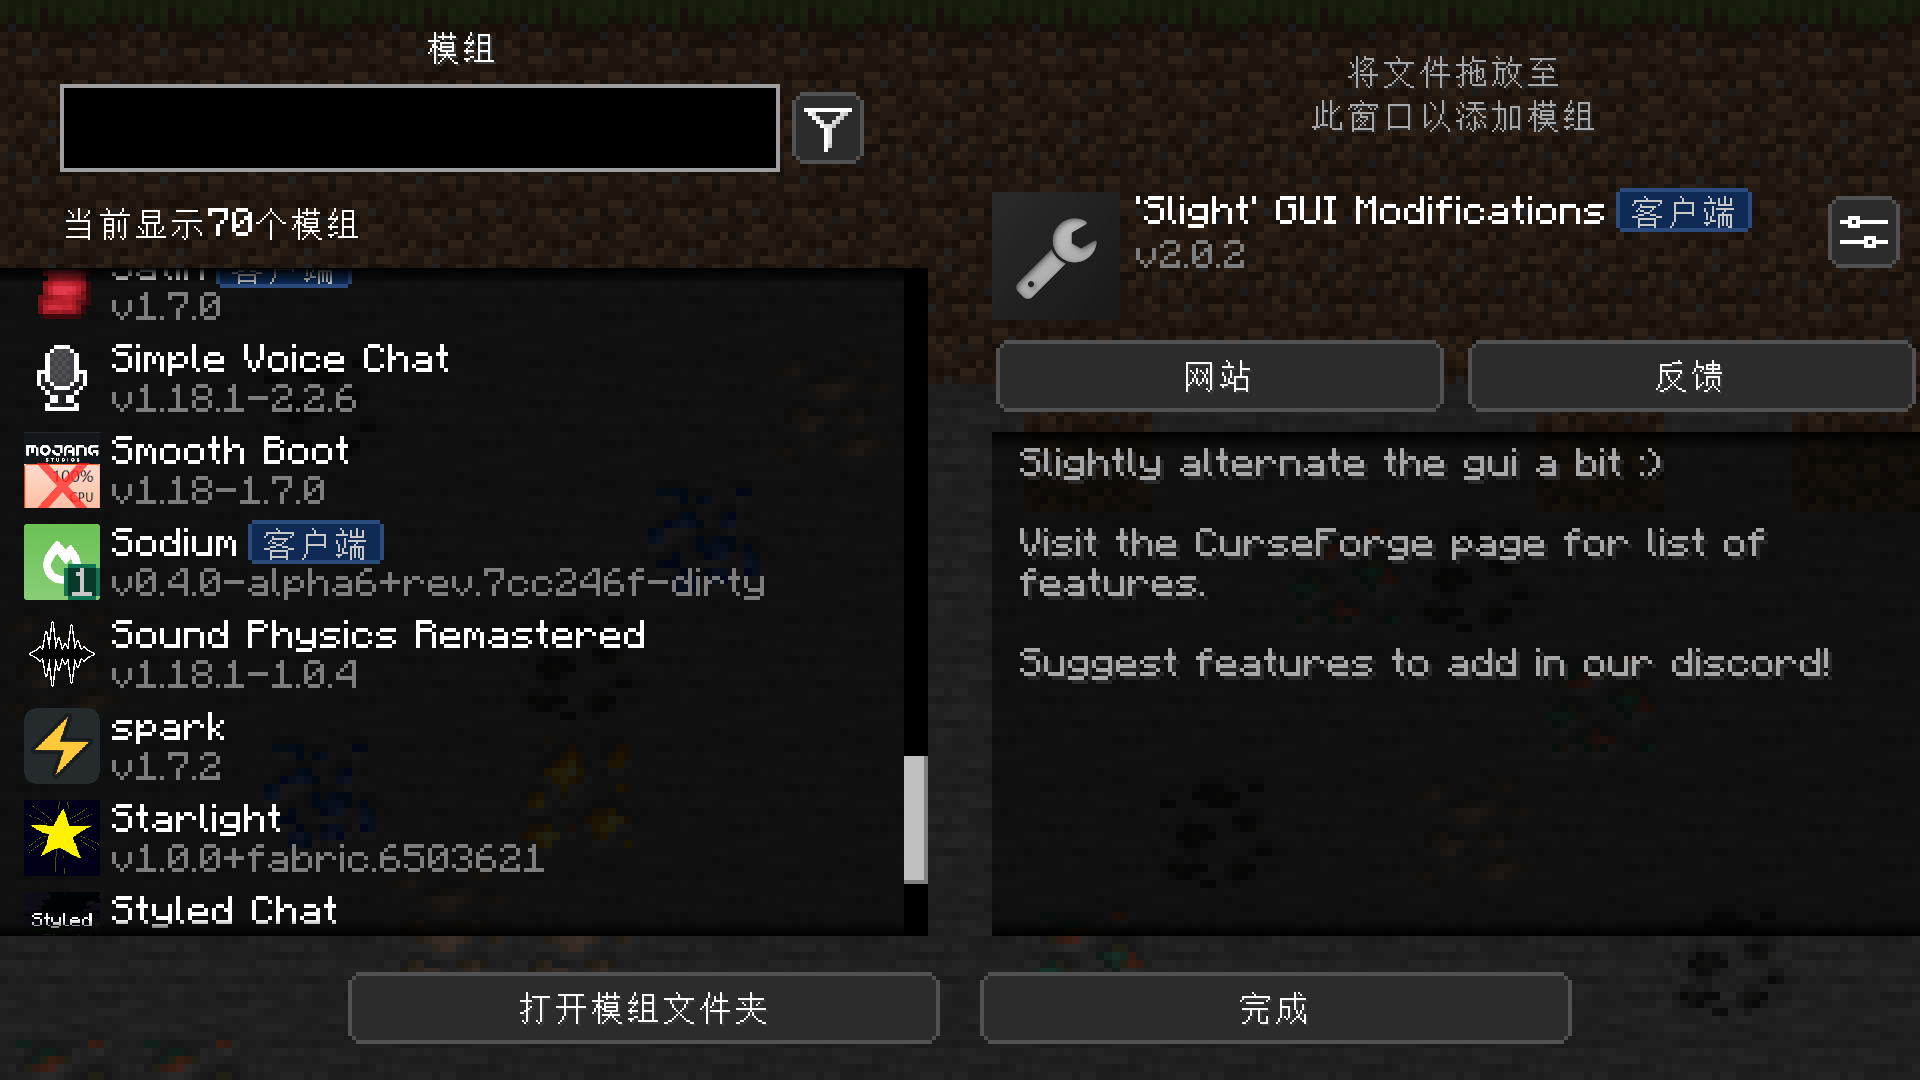 模组
当前显示70个模组
Satin 客户端
v1.7.0
Simple Voice Chat
v1.18.1-2.2.6
MOJANG
STUDIOS
100%
CPU
Smooth Boot
v1.18-1.7.0
Sodium 客户端
1
v0.4.0-alpha6+rev.7cc246f-dirty
Sound Physics Remastered
v1.18.1-1.0.4
spark
v1.7.2
Starlight
v1.0.0+fabric.6503621
Styled
Styled Chat
将文件拖放至
此窗口以添加模组
'Slight' GUI Modifications 客户端
v2.0.2
网站
反馈
Slightly alternate the gui a bit :)
Visit the CurseForge page for list of
features.
Suggest features to add in our discord!
打开模组文件夹
完成